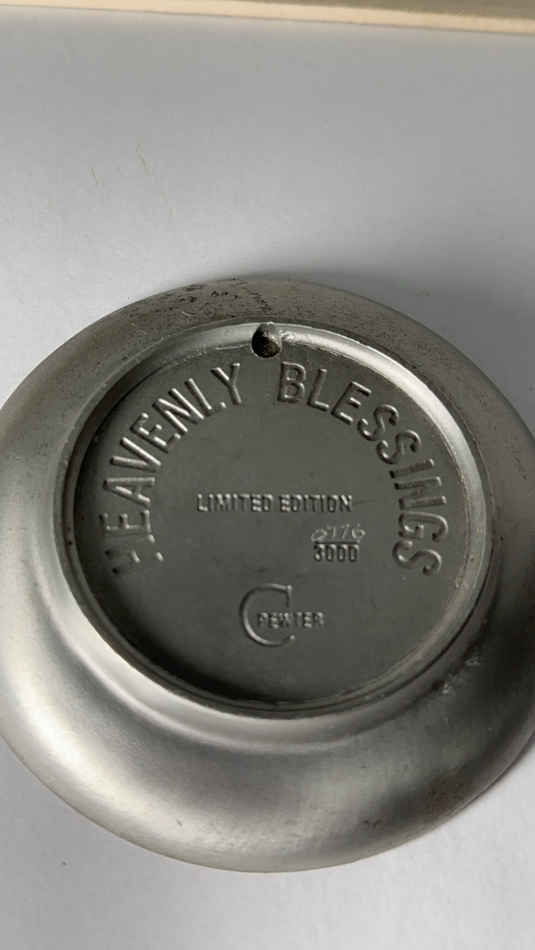 HEAVENLY BLESSINGS
LIMITED EDITION
3000
C
PEWTER